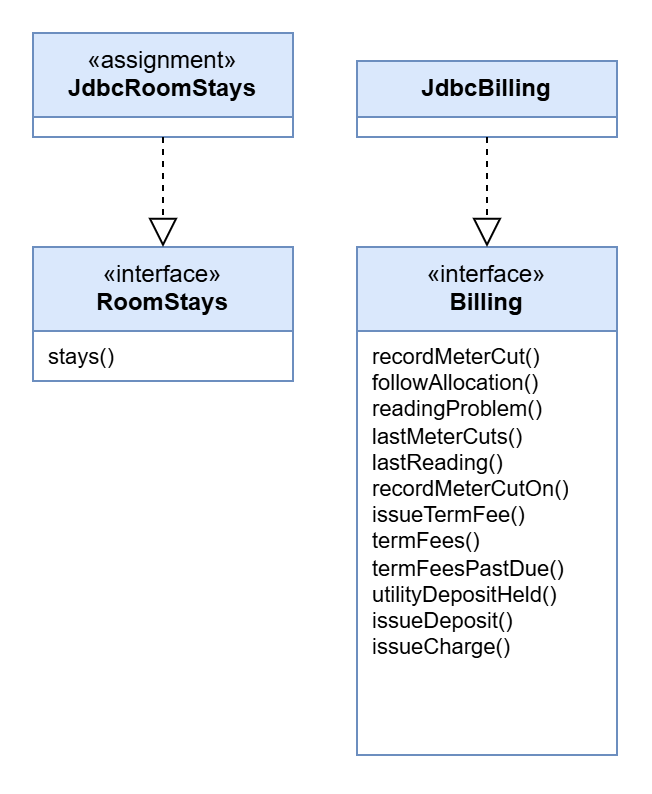 «assignment»
JdbcRoomStays
JdbcBilling
«interface»
RoomStays
stays()
«interface»
Billing
recordMeterCut()
followAllocation()
readingProblem()
lastMeterCuts()
lastReading()
recordMeterCutOn()
issueTermFee()
termFees()
termFeesPastDue()
utilityDepositHeld()
issueDeposit()
issueCharge()